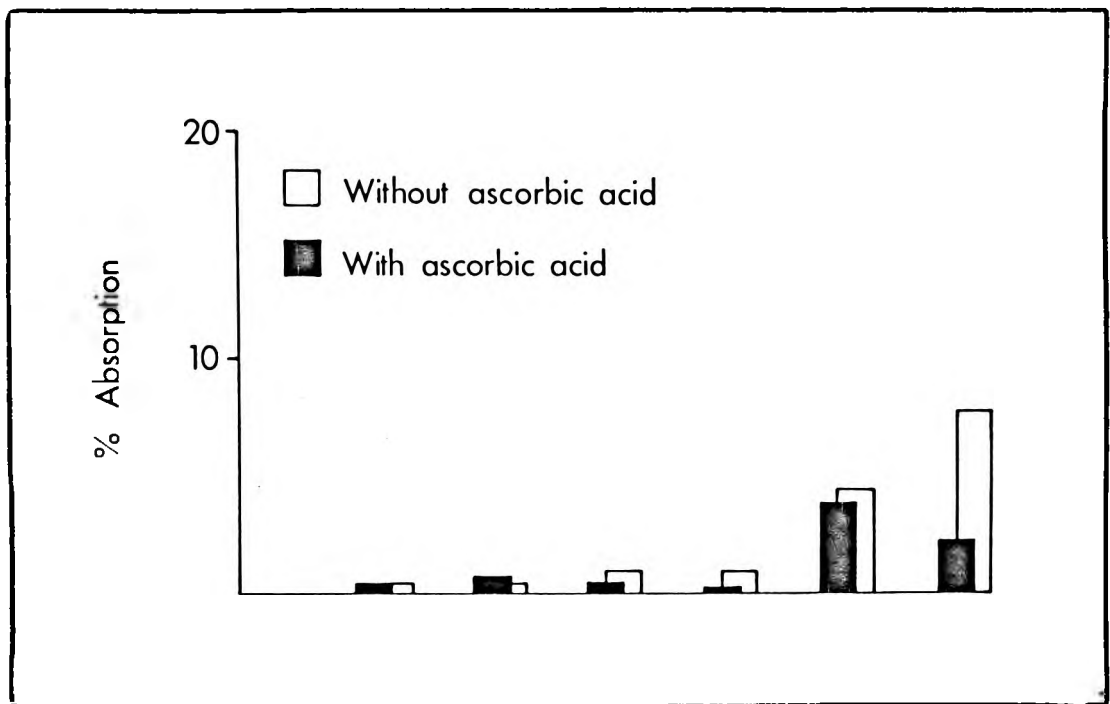 20
Without ascorbic acid
With ascorbic acid
% Absorption
10